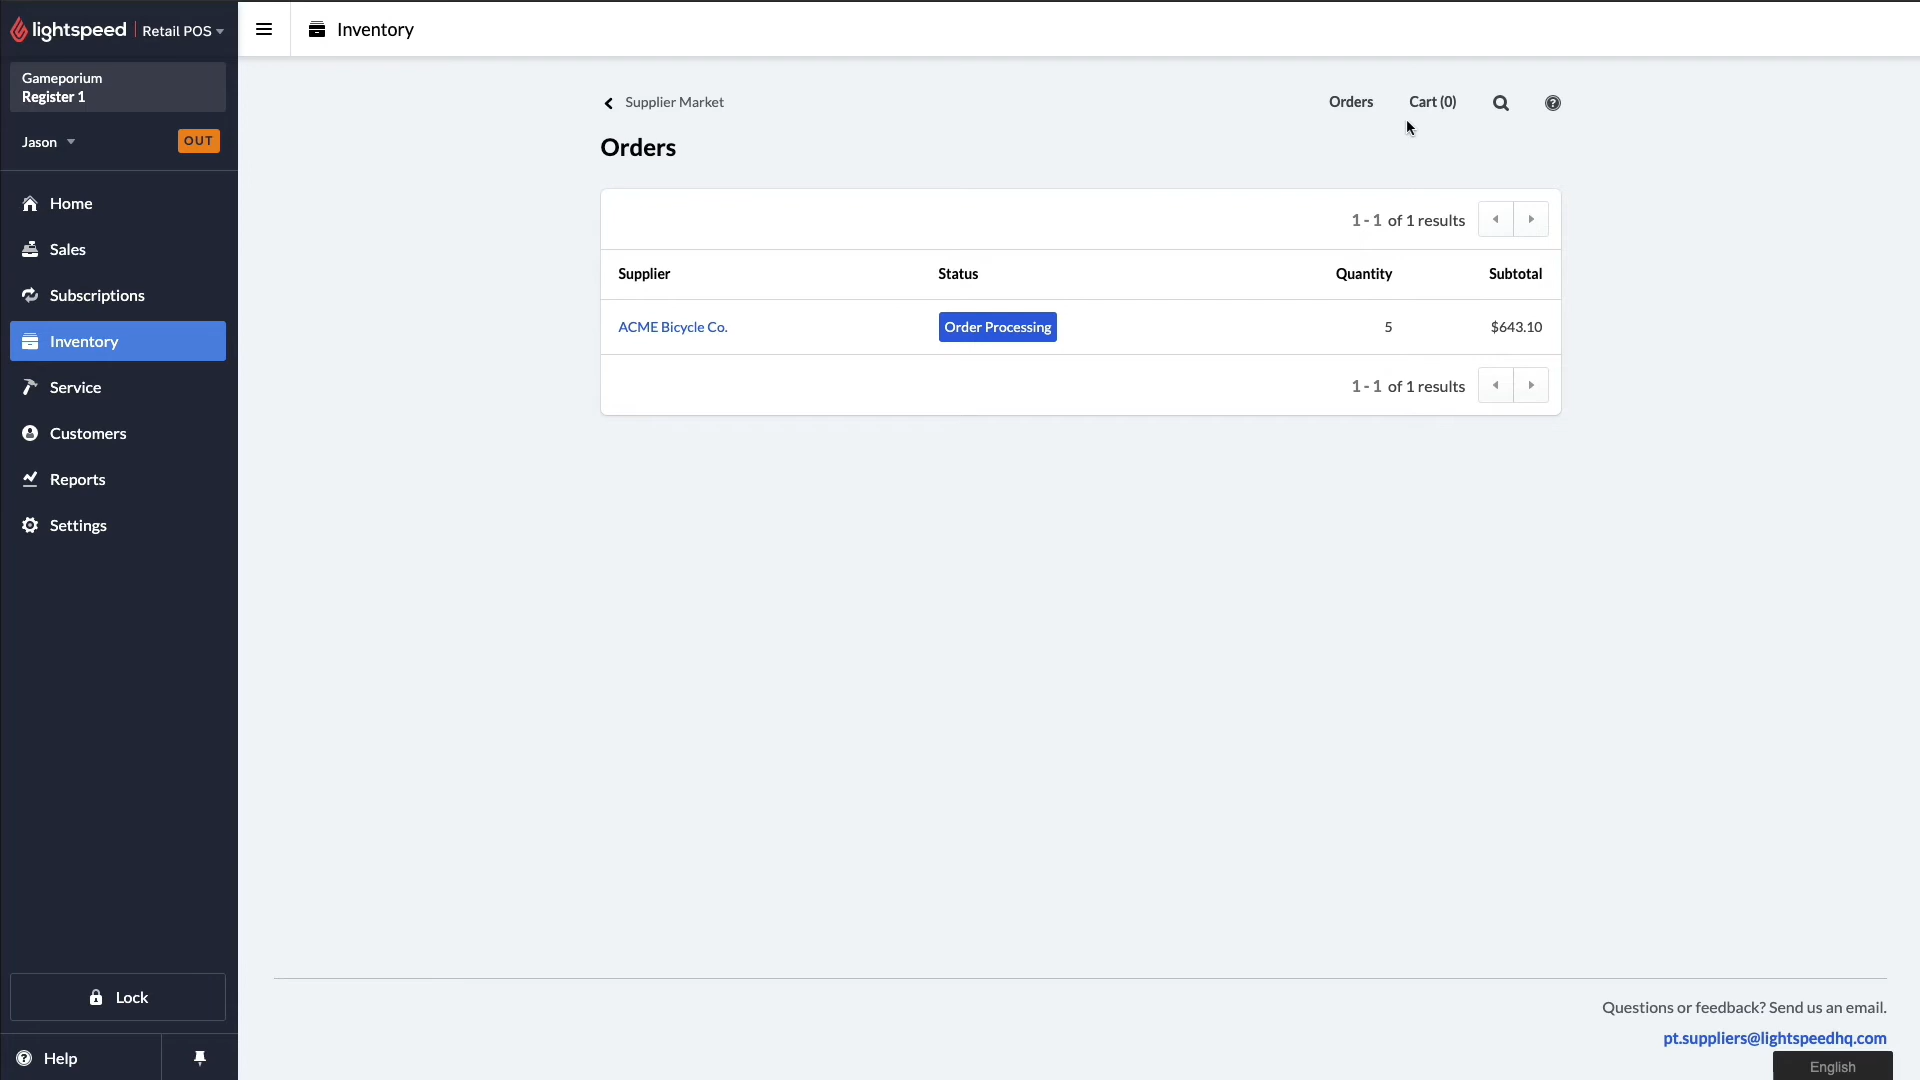 lightspeed | Retail POS
Inventory
Gameporium
Register 1
Jason
OUT
Home
Sales
Subscriptions
Inventory
Service
Customers
Reports
Settings
Lock
Help
Supplier Market
Orders
Cart (0)
Orders
1 - 1 of 1 results
Supplier Status Quantity Subtotal
ACME Bicycle Co. Order Processing 5 $643.10
1 - 1 of 1 results
Questions or feedback? Send us an email.
pt.suppliers@lightspeedhq.com
English